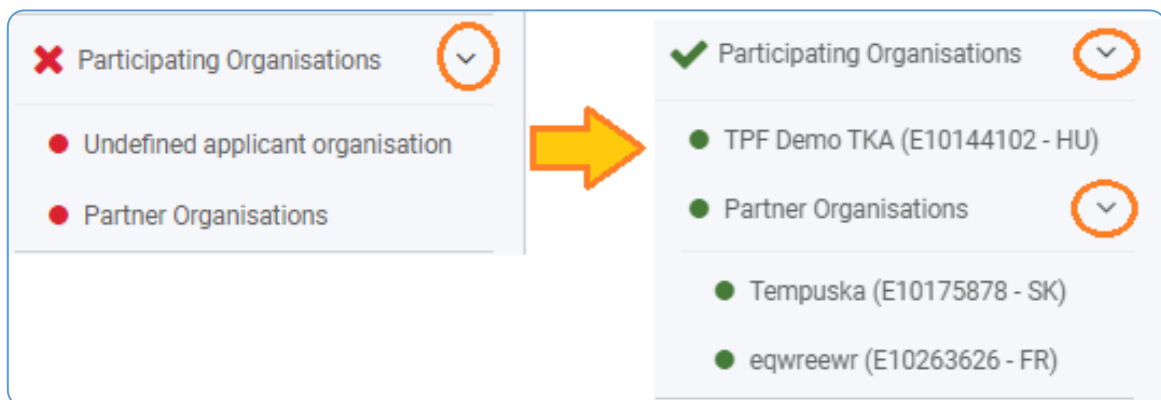 Participating Organisations
Undefined applicant organisation
Partner Organisations
Participating Organisations
TPF Demo TKA (E10144102 - HU)
Partner Organisations
Tempuska (E10175878 - SK)
eqwreewr (E10263626 - FR)